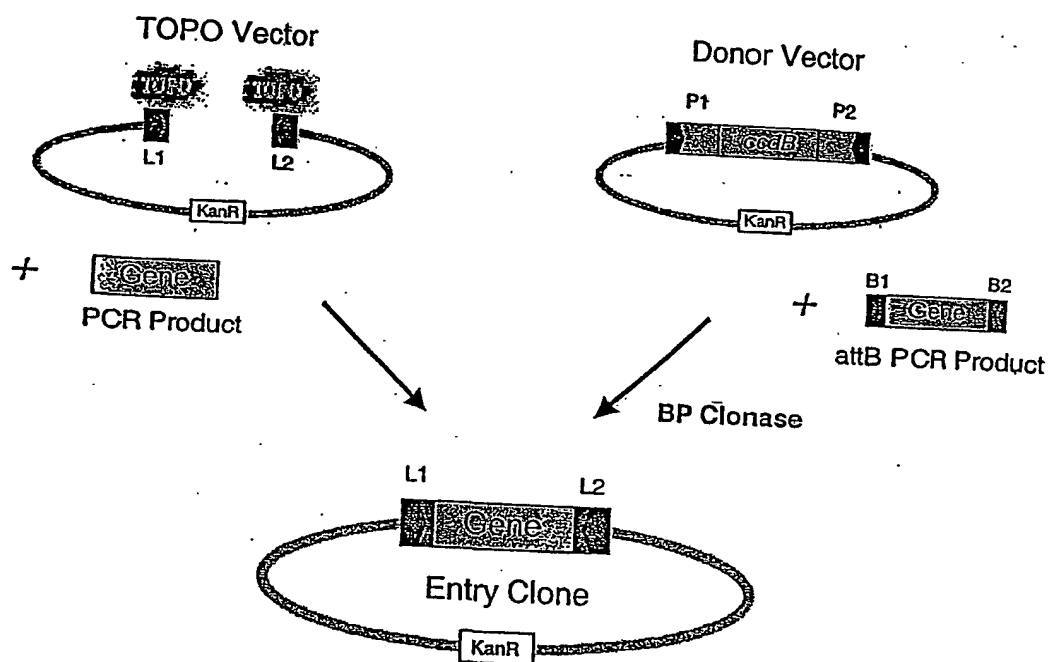 TOPO Vector
TOPO TOPO
L1 L2
KanR
+ Gene
PCR Product
Donor Vector
P1 P2
ccdB
KanR
+ B1 B2
Gene
attB PCR Product
BP Clonase
L1 L2
Gene
Entry Clone
KanR